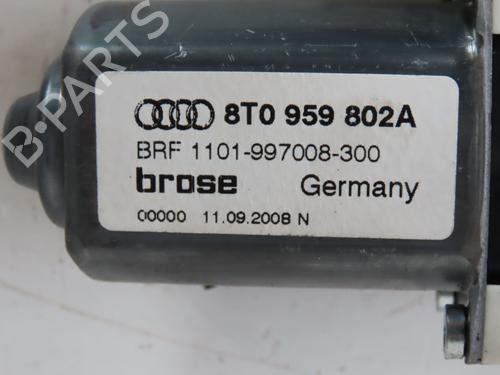 8T0 959 802A
BRF 1101-997008-300
brose Germany
00000 11.09.2008 N
B-PARTS